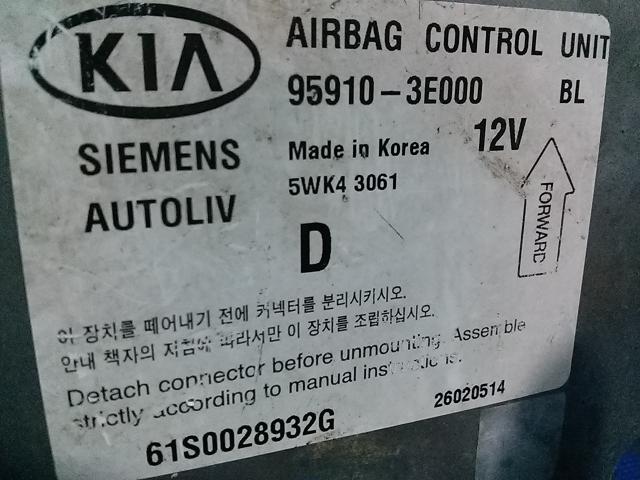 KIA
AIRBAG CONTROL UNIT
95910-3E000 BL
SIEMENS
AUTOLIV
Made in Korea 12V
5WK4 3061
FORWARD
D
이 장치를 떼어내기 전에 커넥터를 분리시키시오.
안내 책자의 지침에 따라서만 이 장치를 조립하십시오.
Detach connector before unmounting. Assemble
strictly according to manual instructions.
61S0028932G
26020514